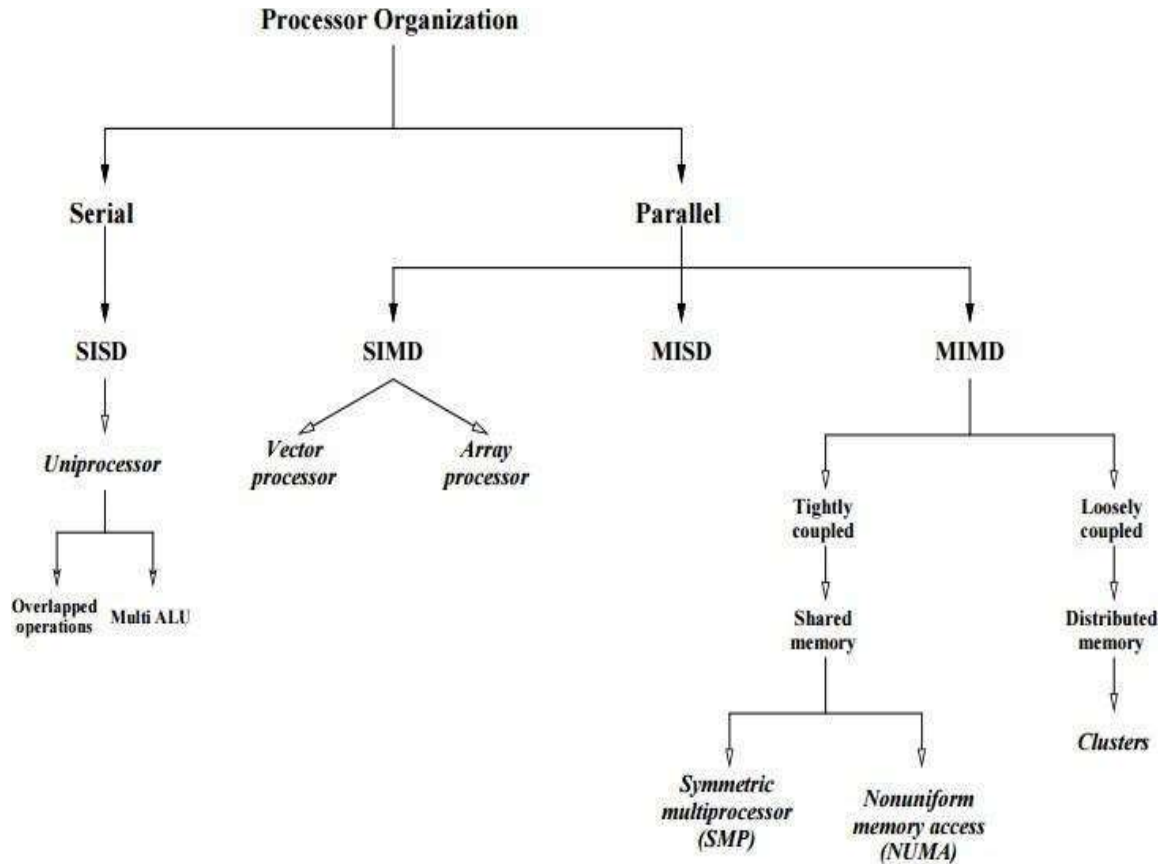 Processor Organization
Serial
Parallel
SISD
SIMD
MISD
MIMD
Uniprocessor
Vector
processor
Array
processor
Tightly
coupled
Loosely
coupled
Overlapped
operations
Multi ALU
Shared
memory
Distributed
memory
Clusters
Symmetric
multiprocessor
(SMP)
Nonuniform
memory access
(NUMA)